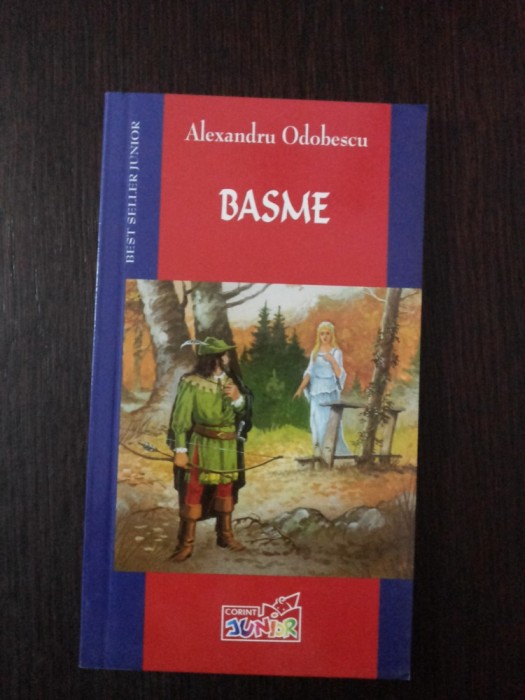 Alexandru Odobescu
BASME
BEST SELLER JUNIOR
CORINT
JUNIOR